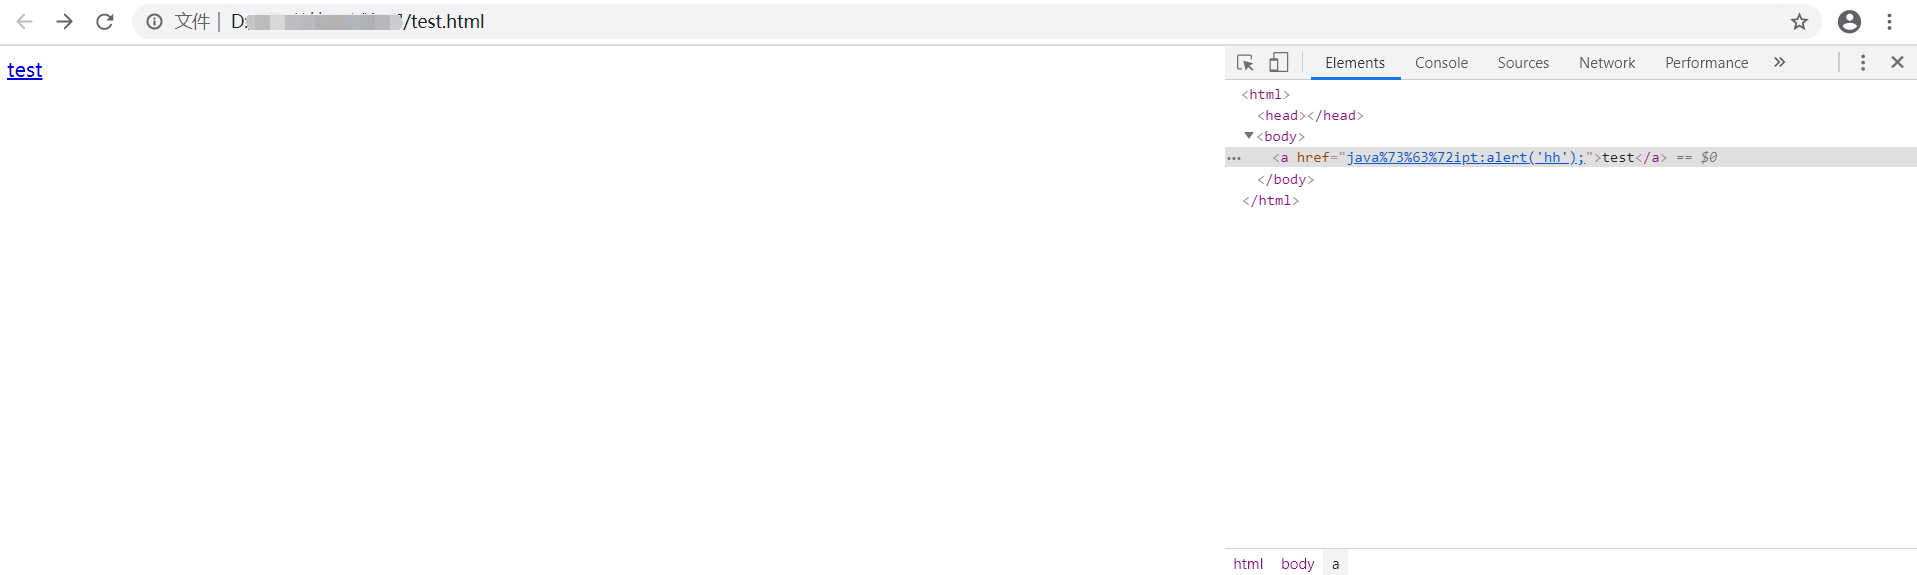 文件 | D: /test.html
test
Elements Console Sources Network Performance »
<html>
<head></head>
<body>
<a href="java%73%63%72ipt:alert('hh');">test</a> == $0
</body>
</html>
html body a